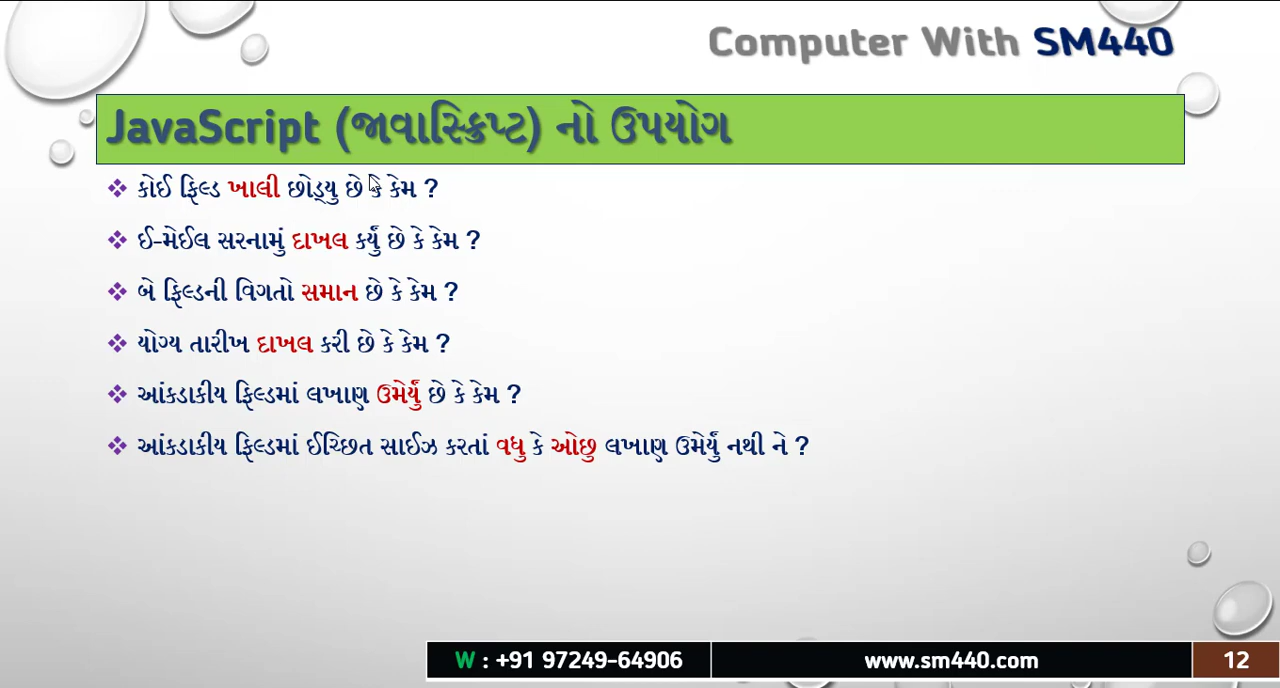 Computer With SM440
JavaScript (જાવાસ્ક્રિપ્ટ) નો ઉપયોગ
❖ કોઈ ફિલ્ડ ખાલી છોડ્યુ છે કે કેમ ?
❖ ઈ-મેઈલ સરનામું દાખલ કર્યું છે કે કેમ ?
❖ બે ફિલ્ડની વિગતો સમાન છે કે કેમ ?
❖ યોગ્ય તારીખ દાખલ કરી છે કે કેમ ?
❖ આંકડાકીય ફિલ્ડમાં લખાણ ઉમેર્યું છે કે કેમ ?
❖ આંકડાકીય ફિલ્ડમાં ઈચ્છિત સાઈઝ કરતાં વધુ કે ઓછુ લખાણ ઉમેર્યું નથી ને ?
W : +91 97249-64906 www.sm440.com 12